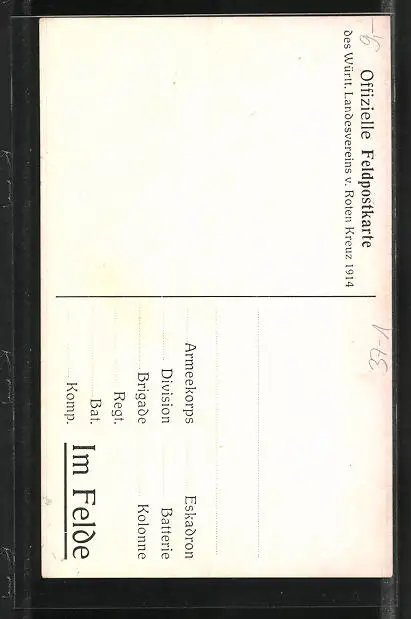 Offizielle Feldpostkarte
des Württ. Landesvereins v. Roten Kreuz 1914
Armeekorps Eskadron
Division Batterie
Brigade Kolonne
Regt.
Bat.
Komp.
Im Felde